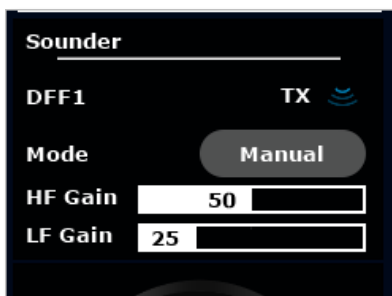 Sounder
DFF1 TX
Mode Manual
HF Gain 50
LF Gain 25